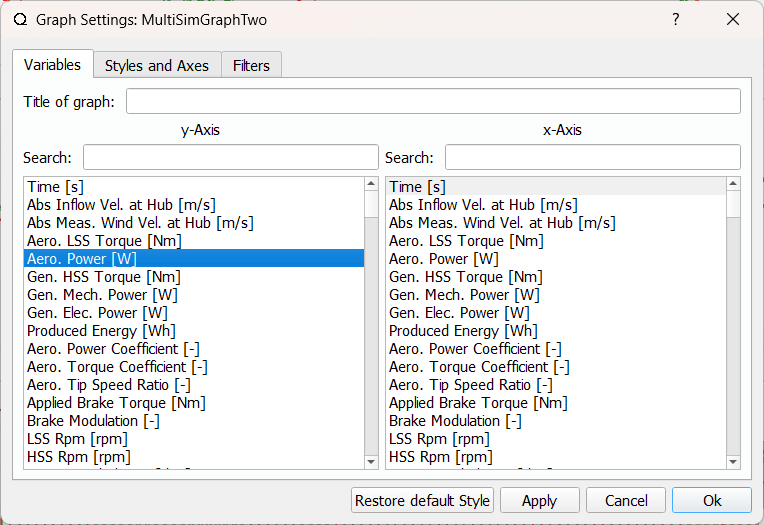 Graph Settings: MultiSimGraphTwo
?
Variables
Styles and Axes
Filters
Title of graph:
y-Axis
x-Axis
Search:
Search:
Time [s]
Abs Inflow Vel. at Hub [m/s]
Abs Meas. Wind Vel. at Hub [m/s]
Aero. LSS Torque [Nm]
Aero. Power [W]
Gen. HSS Torque [Nm]
Gen. Mech. Power [W]
Gen. Elec. Power [W]
Produced Energy [Wh]
Aero. Power Coefficient [-]
Aero. Torque Coefficient [-]
Aero. Tip Speed Ratio [-]
Applied Brake Torque [Nm]
Brake Modulation [-]
LSS Rpm [rpm]
HSS Rpm [rpm]
Time [s]
Abs Inflow Vel. at Hub [m/s]
Abs Meas. Wind Vel. at Hub [m/s]
Aero. LSS Torque [Nm]
Aero. Power [W]
Gen. HSS Torque [Nm]
Gen. Mech. Power [W]
Gen. Elec. Power [W]
Produced Energy [Wh]
Aero. Power Coefficient [-]
Aero. Torque Coefficient [-]
Aero. Tip Speed Ratio [-]
Applied Brake Torque [Nm]
Brake Modulation [-]
LSS Rpm [rpm]
HSS Rpm [rpm]
Restore default Style
Apply
Cancel
Ok